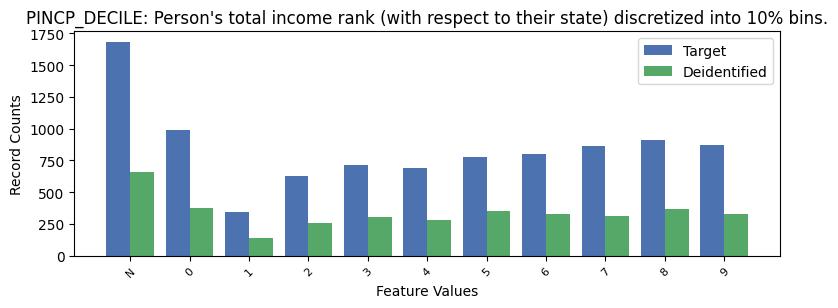 PINCP_DECILE: Person's total income rank (with respect to their state) discretized into 10% bins.
1750
1500
1250
1000
750
500
250
0
Record Counts
Target
Deidentified
N 0 1 2 3 4 5 6 7 8 9
Feature Values